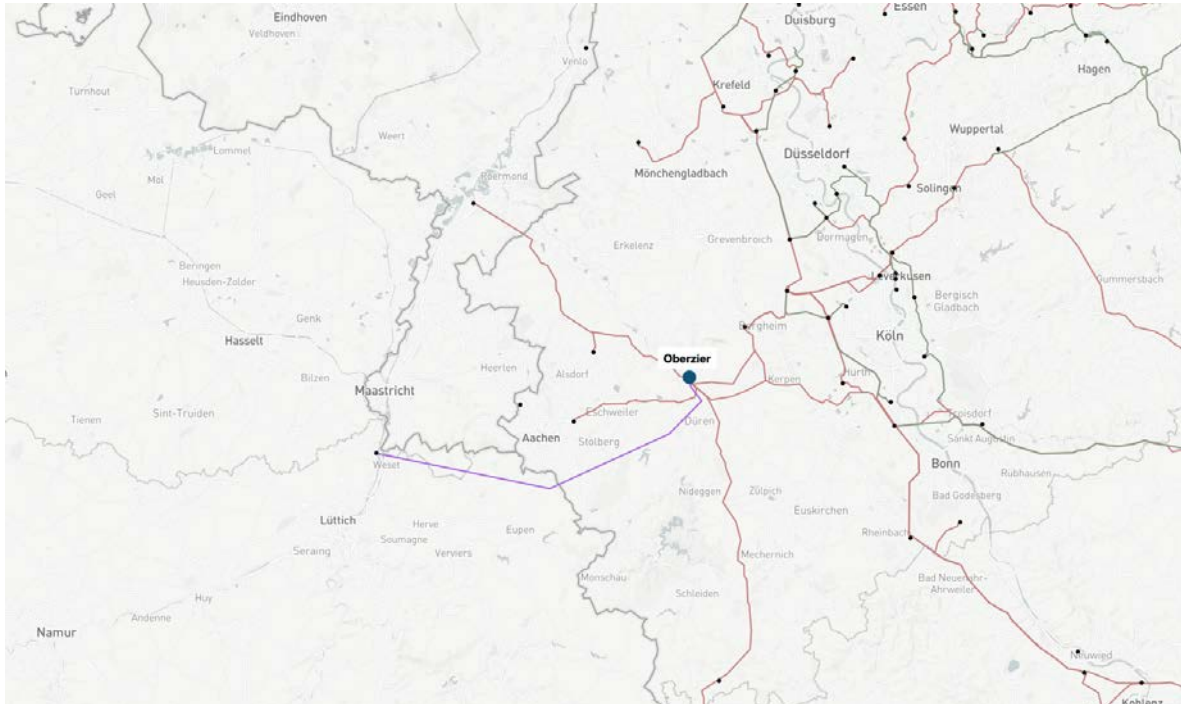 Eindhoven
Veldhoven
Duisburg
Essen
Venlo
Hagen
Turnhout
Krefeld
Weert
Wuppertal
Lommel
Düsseldorf
Mol
Roermond
Mönchengladbach
Geel
Solingen
Erkelenz
Grevenbroich
Dormagen
Beringen
Heusden-Zolder
Leverkusen
Gummersbach
Bergisch
Gladbach
Genk
Bergheim
Hasselt
Köln
Oberzier
Heerlen
Alsdorf
Bilzen
Kerpen
Hürth
Maastricht
Sint-Truiden
Eschweiler
Troisdorf
Tienen
Düren
Aachen
Stolberg
Sankt Augustin
Weset
Bonn
Rübhausen
Nideggen
Zülpich
Bad Godesberg
Euskirchen
Lüttich
Herve
Eupen
Soumagne
Rheinbach
Seraing
Verviers
Mechernich
Monschau
Bad Neuenahr-
Ahrweiler
Schleiden
Huy
Andenne
Namur
Neuwied
Koblenz